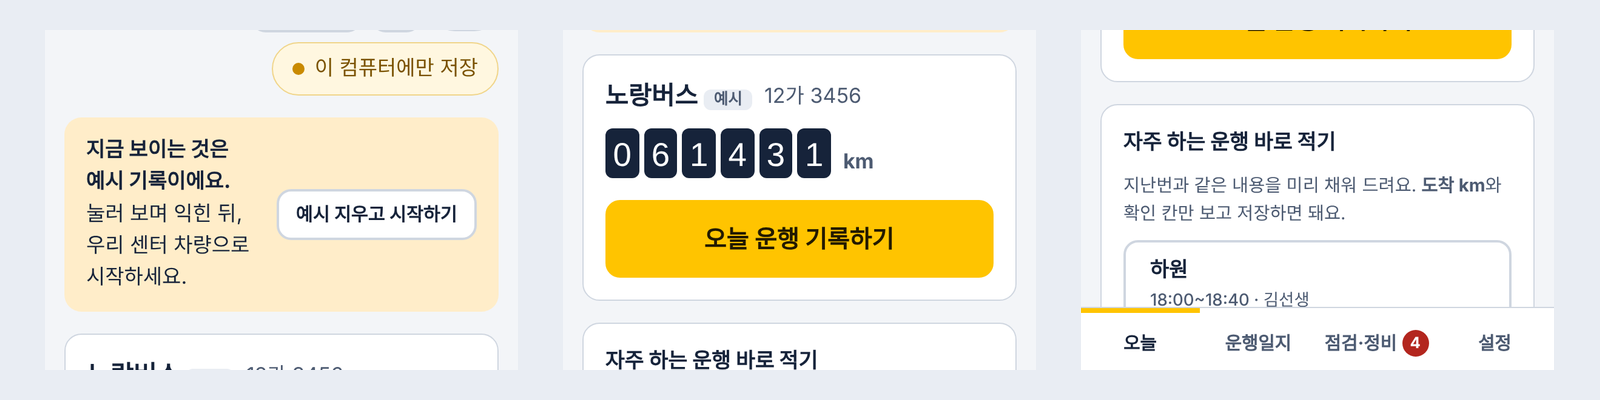 이 컴퓨터에만 저장
지금 보이는 것은
예시 기록이에요.
눌러 보며 익힌 뒤,
우리 센터 차량으로
시작하세요.
예시 지우고 시작하기
노랑버스 예시 12가 3456
061431 km
오늘 운행 기록하기
자주 하는 운행 바로 적기
자주 하는 운행 바로 적기
지난번과 같은 내용을 미리 채워 드려요. 도착 km와
확인 칸만 보고 저장하면 돼요.
하원
18:00~18:40 · 김선생
오늘 운행일지 점검·정비 4 설정